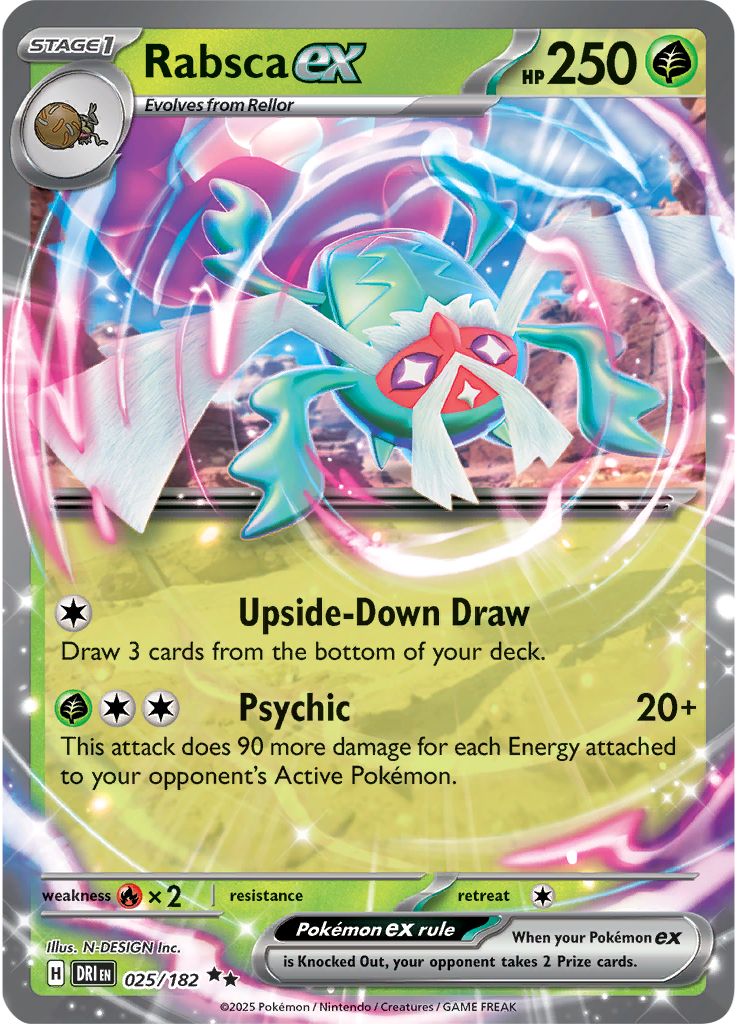 STAGE 1
Rabsca ex
HP 250
Evolves from Rellor
Upside-Down Draw
Draw 3 cards from the bottom of your deck.
Psychic 20+
This attack does 90 more damage for each Energy attached
to your opponent's Active Pokémon.
weakness ×2 resistance retreat
Illus. N-DESIGN Inc.
Pokémon ex rule
When your Pokémon ex
is Knocked Out, your opponent takes 2 Prize cards.
H DRI EN 025/182
©2025 Pokémon / Nintendo / Creatures / GAME FREAK